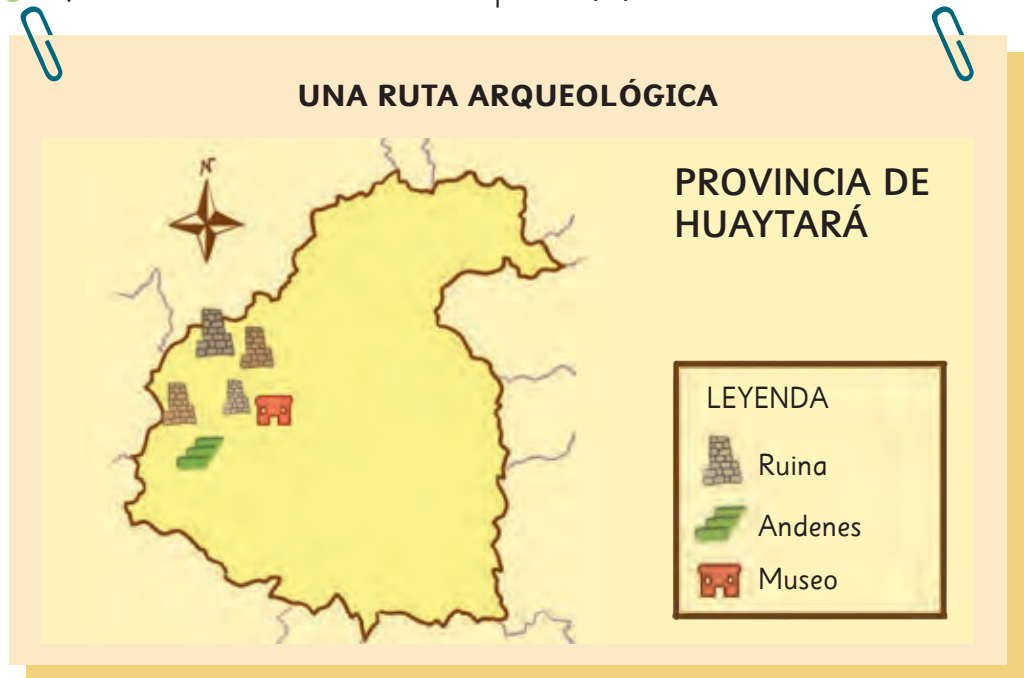 UNA RUTA ARQUEOLÓGICA
N
PROVINCIA DE
HUAYTARÁ
LEYENDA
Ruina
Andenes
Museo